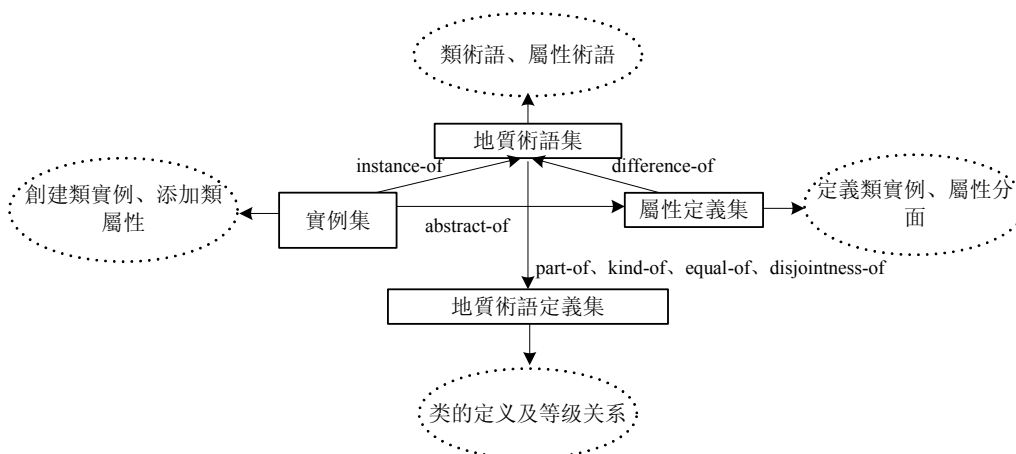 類術語、屬性術語
地质術語集
instance-of
difference-of
創建類實例、添加類
屬性
實例集
abstract-of
屬性定義集
定義類實例、屬性分
面
part-of、kind-of、equal-of、disjointness-of
地質術語定義集
类的定义及等级关系